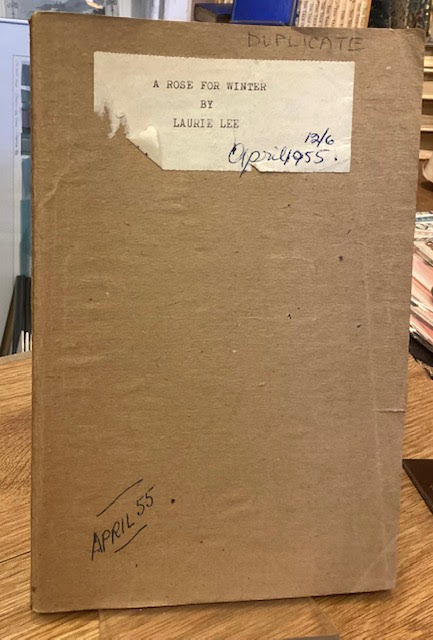 DUPLICATE
A ROSE FOR WINTER
BY
LAURIE LEE
12/6
April 1955.
APRIL 55